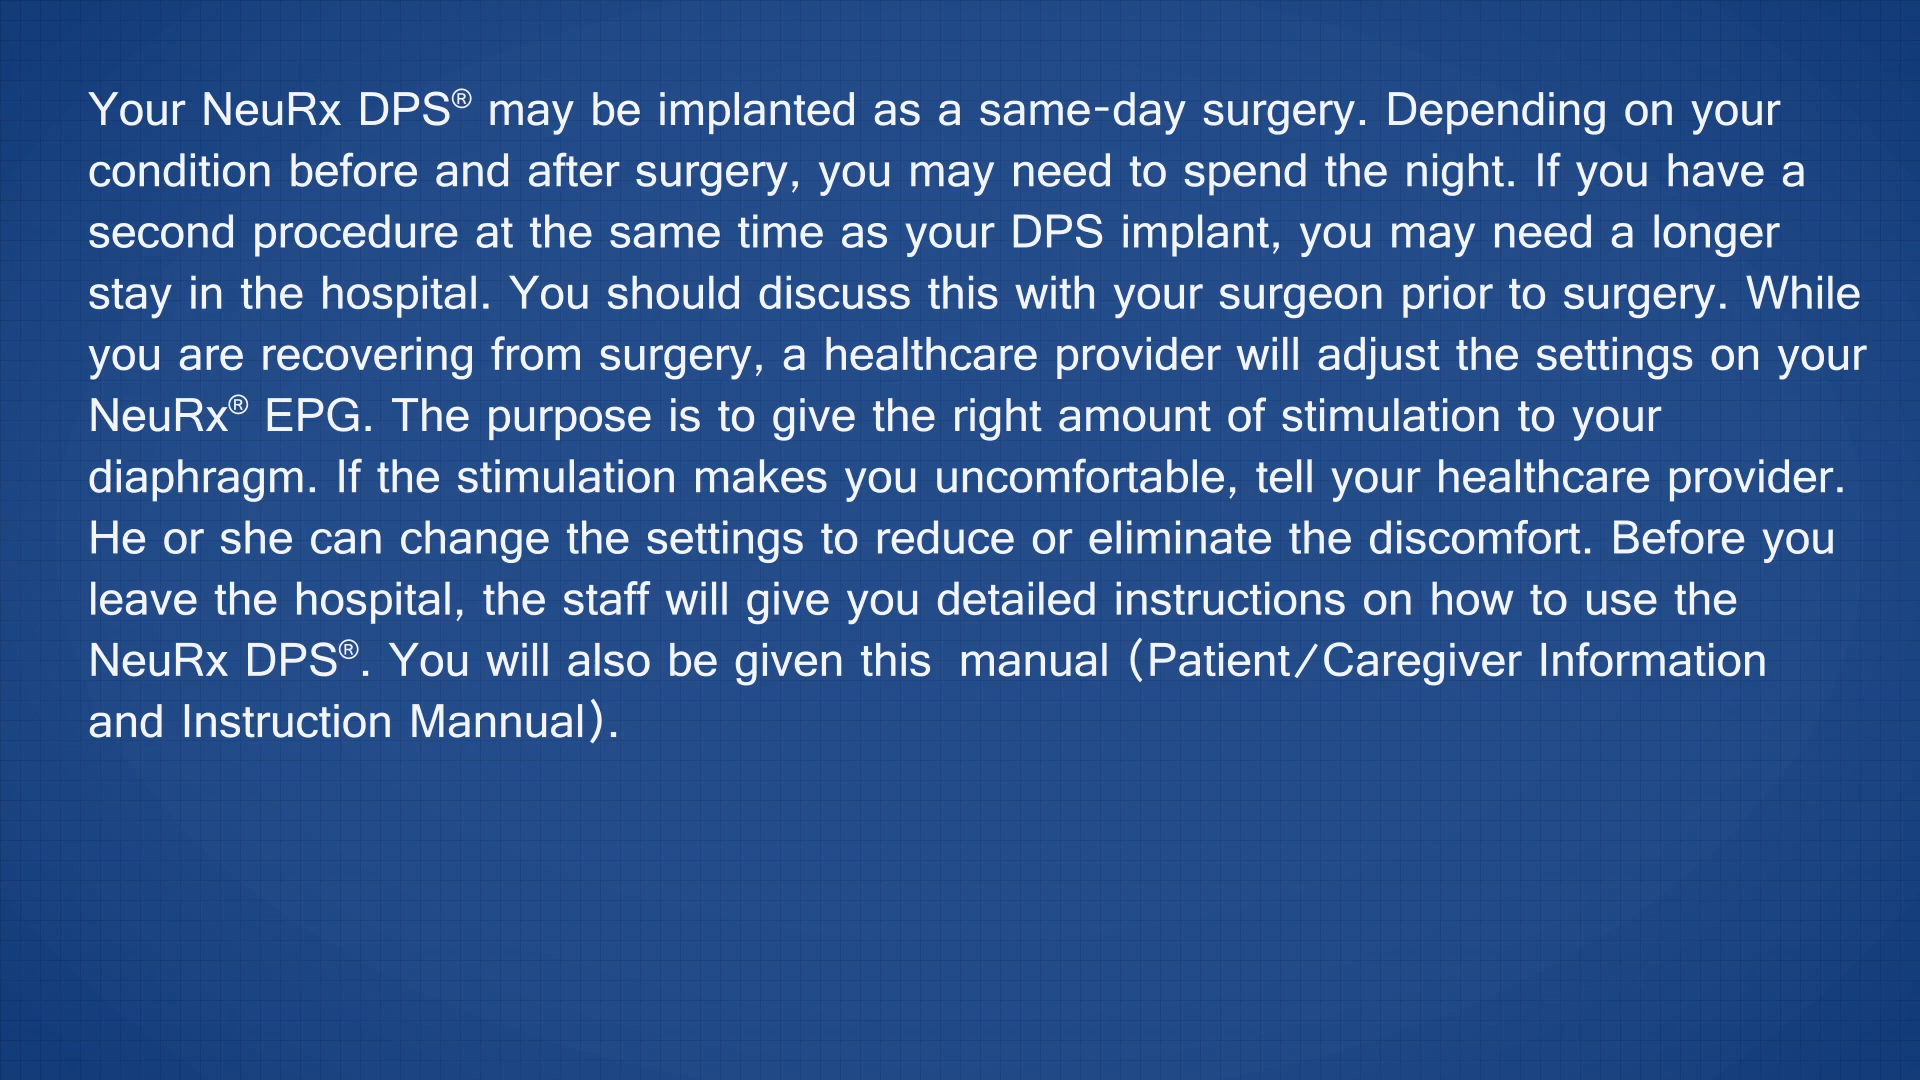 Your NeuRx DPS® may be implanted as a same-day surgery. Depending on your
condition before and after surgery, you may need to spend the night. If you have a
second procedure at the same time as your DPS implant, you may need a longer
stay in the hospital. You should discuss this with your surgeon prior to surgery. While
you are recovering from surgery, a healthcare provider will adjust the settings on your
NeuRx® EPG. The purpose is to give the right amount of stimulation to your
diaphragm. If the stimulation makes you uncomfortable, tell your healthcare provider.
He or she can change the settings to reduce or eliminate the discomfort. Before you
leave the hospital, the staff will give you detailed instructions on how to use the
NeuRx DPS®. You will also be given this  manual (Patient/Caregiver Information
and Instruction Mannual).